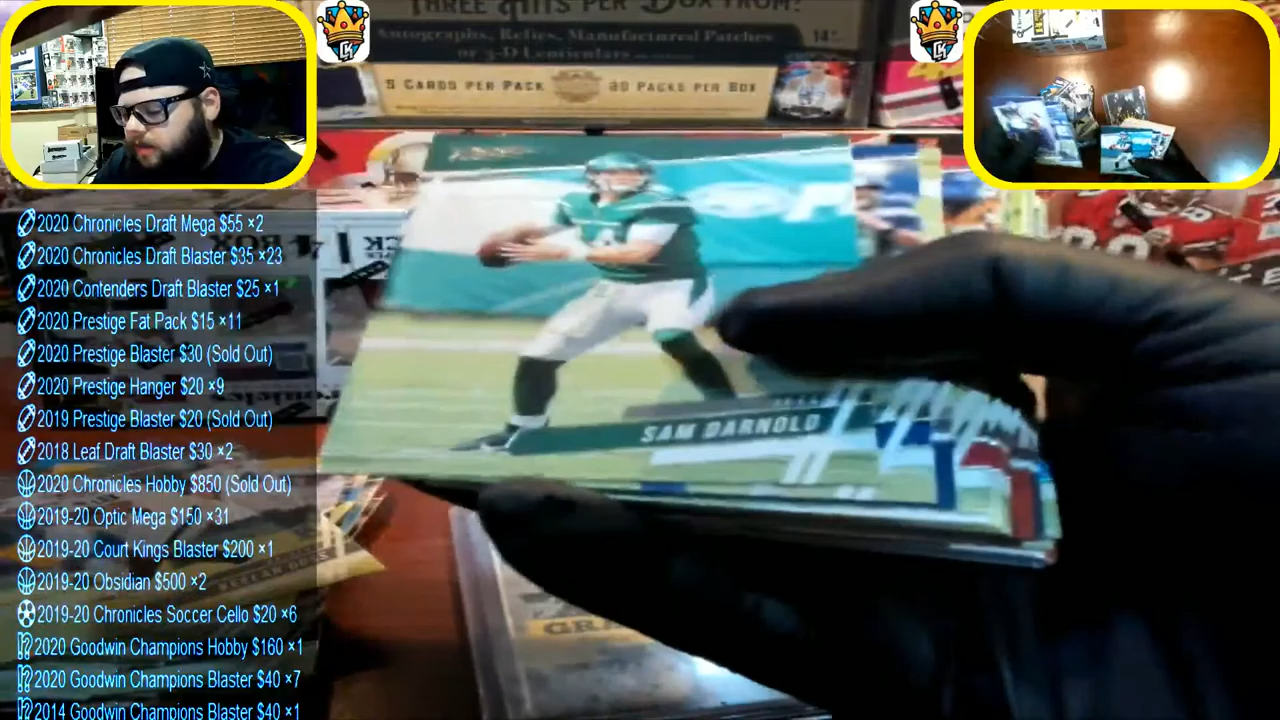 THREE HITS PER BOX FROM:
Autographs, Relics, Manufactured Patches
or 3-D Lenticulars
5 CARDS PER PACK
20 PACKS PER BOX
2020 Chronicles Draft Mega $55 ×2
2020 Chronicles Draft Blaster $35 ×23
2020 Contenders Draft Blaster $25 ×1
2020 Prestige Fat Pack $15 ×11
2020 Prestige Blaster $30 (Sold Out)
2020 Prestige Hanger $20 ×9
2019 Prestige Blaster $20 (Sold Out)
2018 Leaf Draft Blaster $30 ×2
2020 Chronicles Hobby $850 (Sold Out)
2019-20 Optic Mega $150 ×31
2019-20 Court Kings Blaster $200 ×1
2019-20 Obsidian $500 ×2
2019-20 Chronicles Soccer Cello $20 ×6
2020 Goodwin Champions Hobby $160 ×1
2020 Goodwin Champions Blaster $40 ×7
2014 Goodwin Champions Blaster $40 ×1
SAM DARNOLD